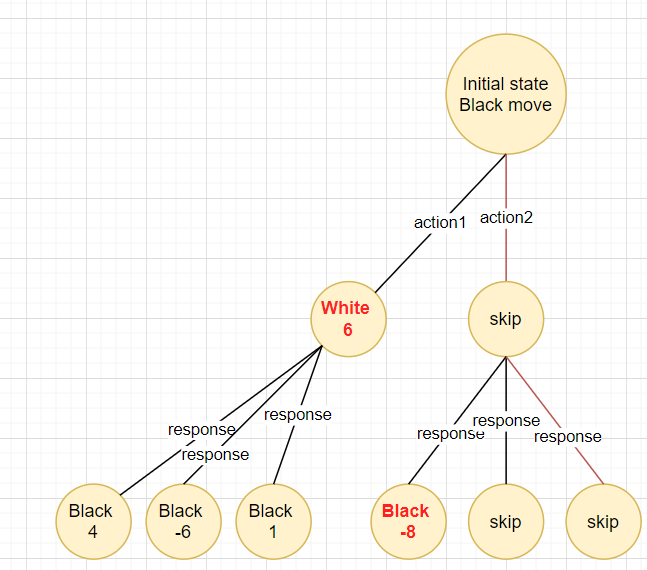 Initial state
Black move
action1
action2
White
6
skip
response
response
response
response
response
response
Black
4
Black
-6
Black
1
Black
-8
skip
skip